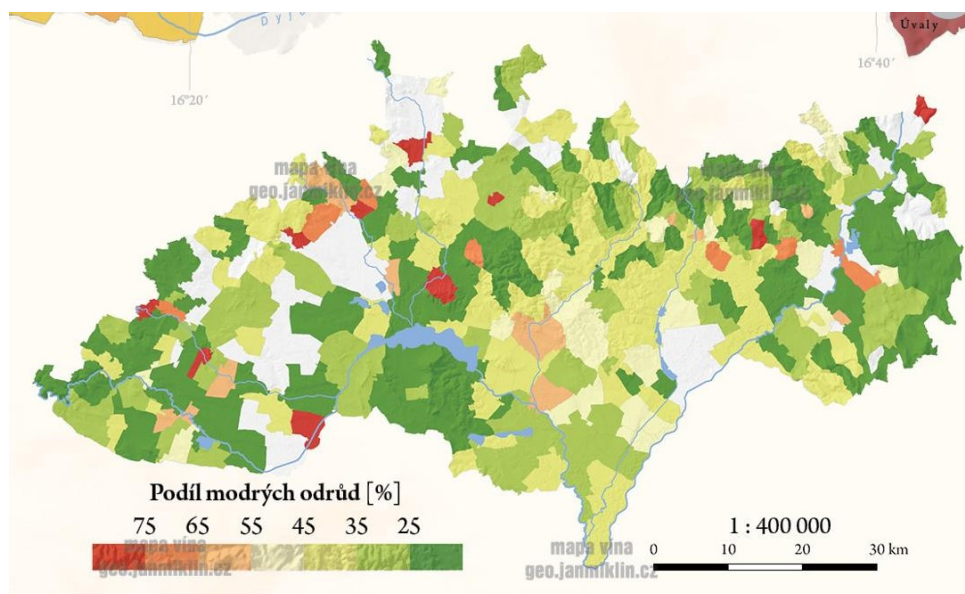 Dyje
Úvaly
16°20´
16°40´
mapa vína
geo.janmiklin.cz
mapa vína
geo.janmiklin.cz
Podíl modrých odrůd [%]
75 65 55 45 35 25
mapa vína
geo.janmiklin.cz
mapa vína
geo.janmiklin.cz
1 : 400 000
0 10 20 30 km